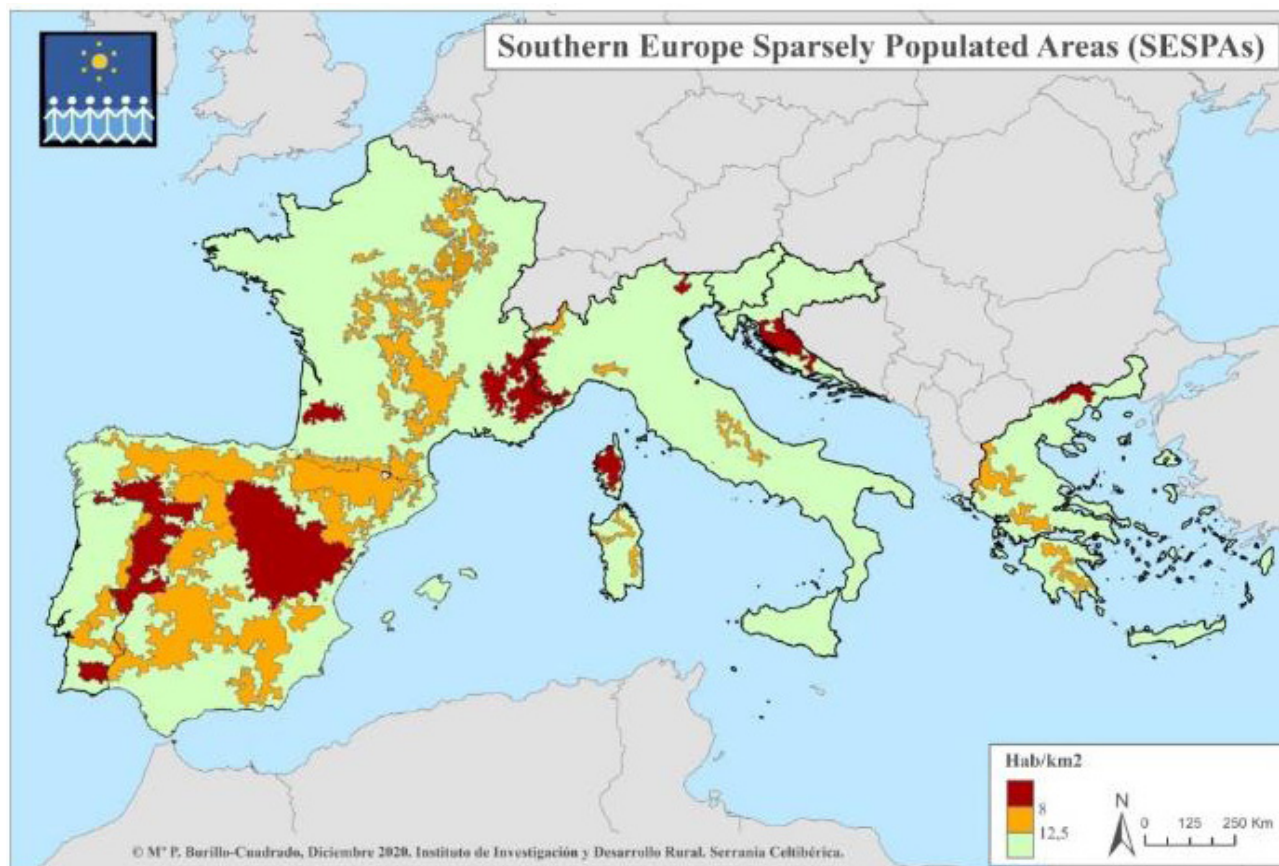 Southern Europe Sparsely Populated Areas (SESPAs)
Hab/km2
8
12,5
N
0 125 250 Km
© Mª P. Burillo-Cuadrado, Diciembre 2020. Instituto de Investigación y Desarrollo Rural. Serranía Celtibérica.